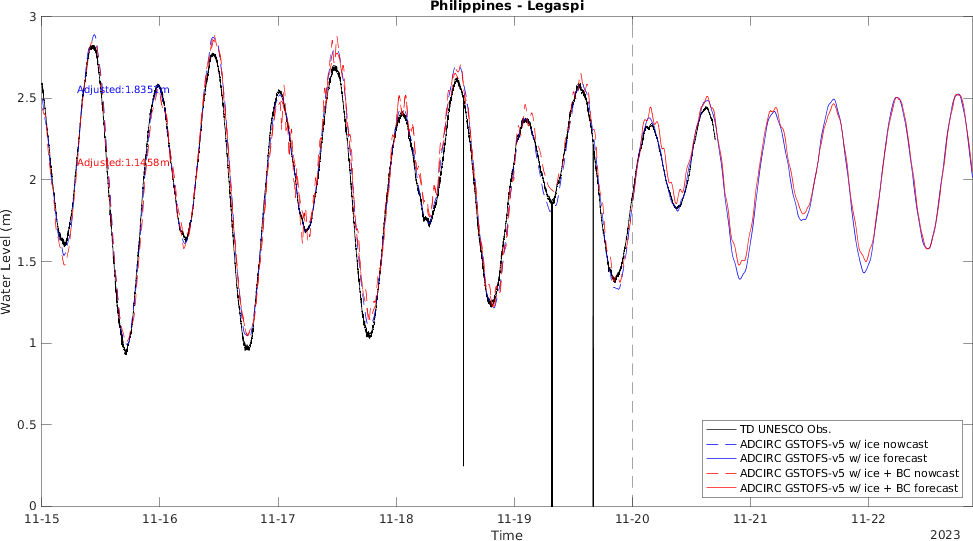 Philippines - Legaspi
3
2.5
2
1.5
1
0.5
0
Water Level (m)
Adjusted:1.8352m
Adjusted:1.1458m
TD UNESCO Obs.
ADCIRC GSTOFS-v5 w/ ice nowcast
ADCIRC GSTOFS-v5 w/ ice forecast
ADCIRC GSTOFS-v5 w/ ice + BC nowcast
ADCIRC GSTOFS-v5 w/ ice + BC forecast
11-15 11-16 11-17 11-18 11-19 11-20 11-21 11-22
Time
2023